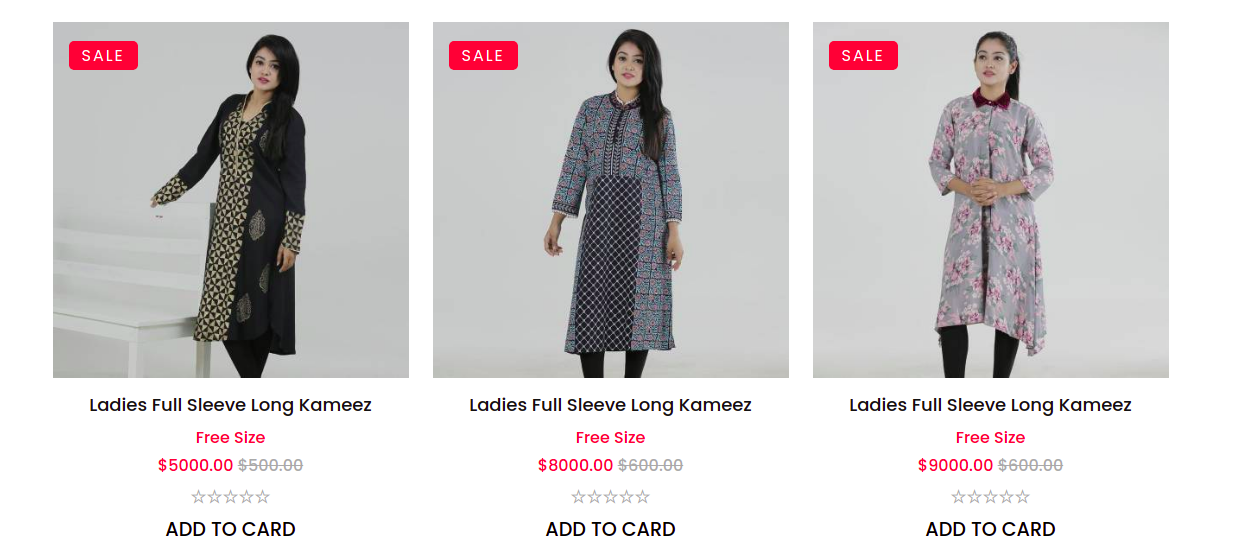 SALE SALE SALE
Ladies Full Sleeve Long Kameez Ladies Full Sleeve Long Kameez Ladies Full Sleeve Long Kameez
Free Size Free Size Free Size
$5000.00 $500.00 $8000.00 $600.00 $9000.00 $600.00
ADD TO CARD ADD TO CARD ADD TO CARD